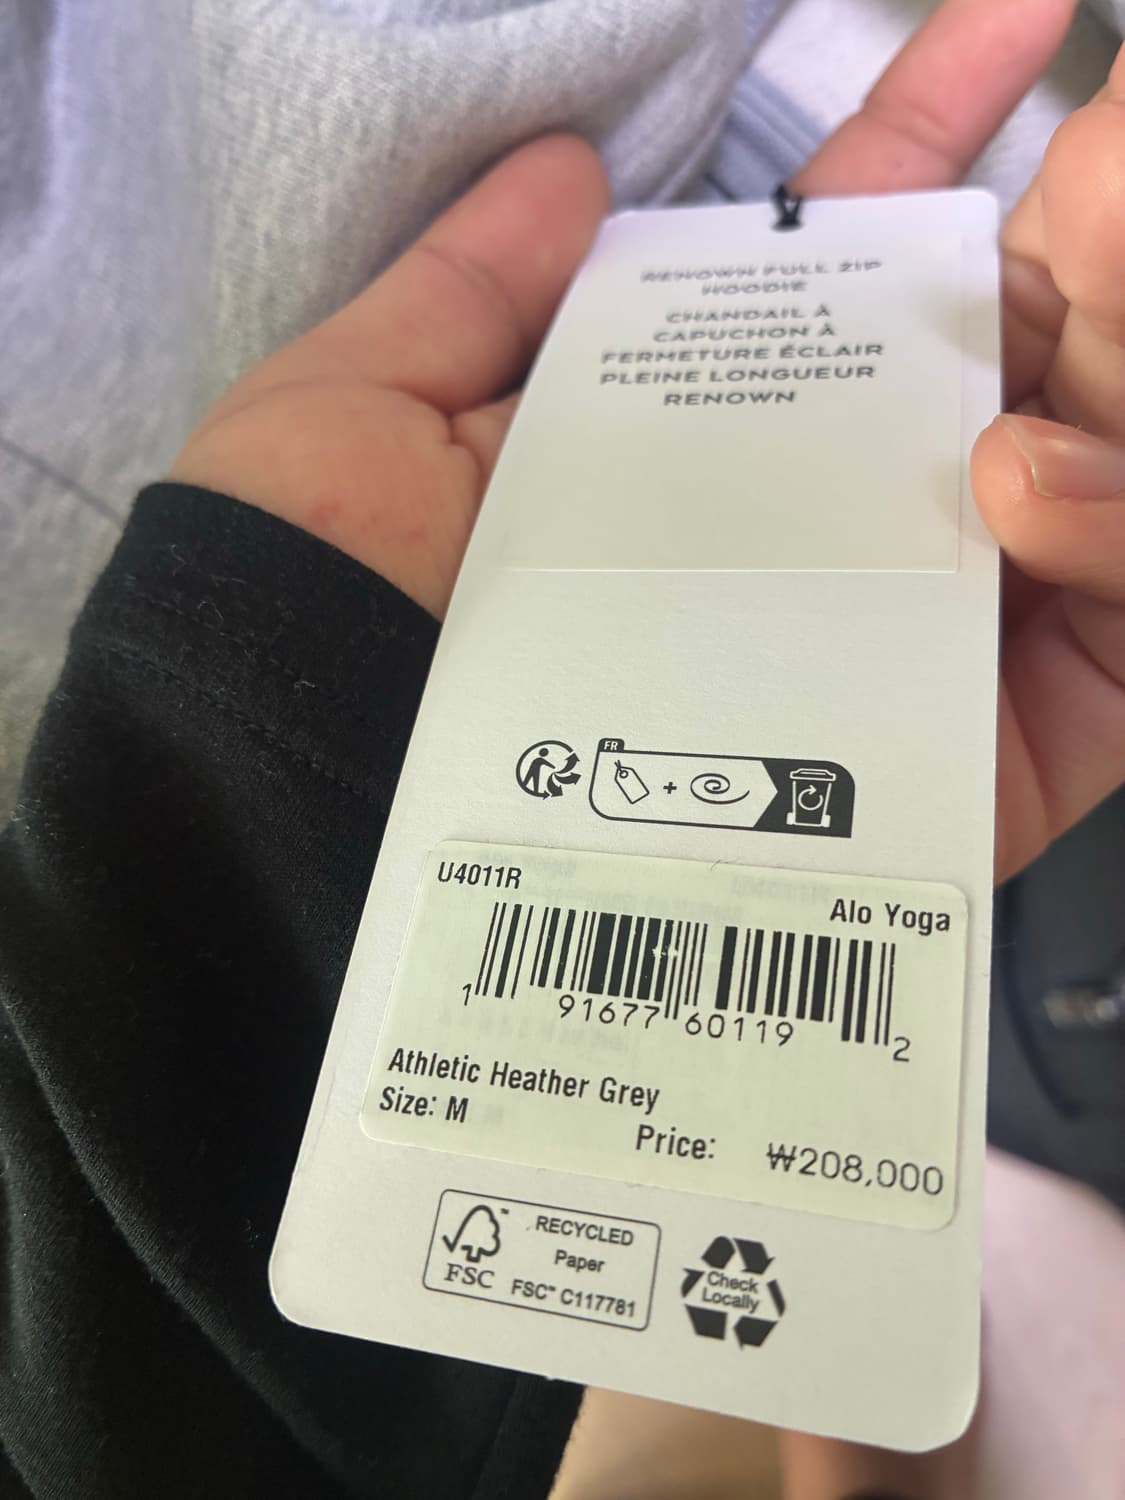 RENOWN FULL ZIP
HOODIE
CHANDAIL À
CAPUCHON À
FERMETURE ÉCLAIR
PLEINE LONGUEUR
RENOWN
FR
+
U4011R
Alo Yoga
1 91677 60119 2
Athletic Heather Grey
Size: M
Price: ₩208,000
FSC™
RECYCLED
Paper
FSC™ C117781
Check
Locally